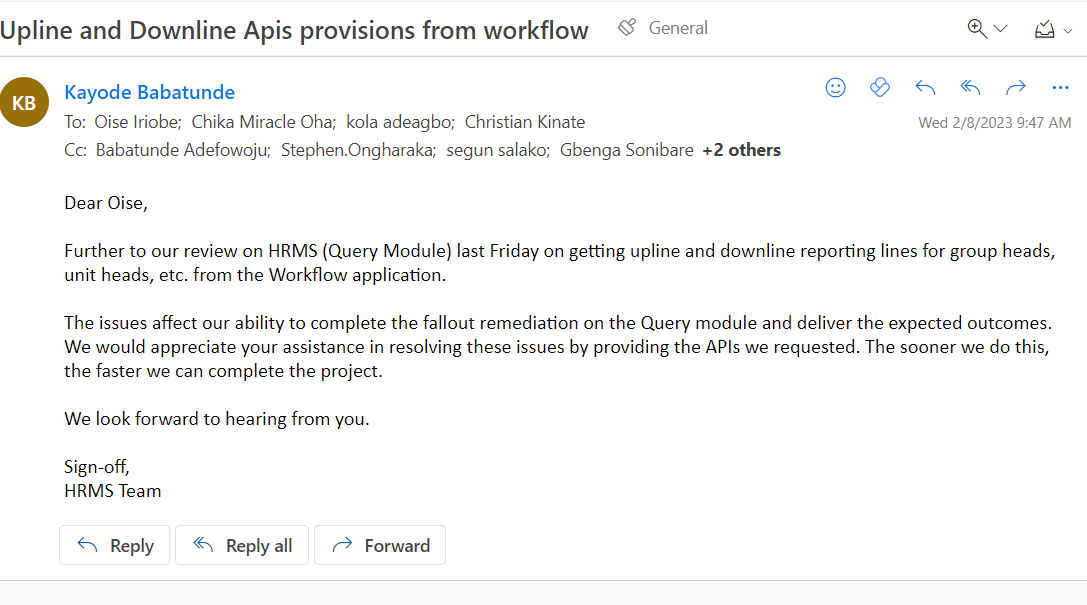 Upline and Downline Apis provisions from workflow General
KB
Kayode Babatunde
To: Oise Iriobe; Chika Miracle Oha; kola adeagbo; Christian Kinate
Wed 2/8/2023 9:47 AM
Cc: Babatunde Adefowoju; Stephen.Ongharaka; segun salako; Gbenga Sonibare +2 others
Dear Oise,
Further to our review on HRMS (Query Module) last Friday on getting upline and downline reporting lines for group heads,
unit heads, etc. from the Workflow application.
The issues affect our ability to complete the fallout remediation on the Query module and deliver the expected outcomes.
We would appreciate your assistance in resolving these issues by providing the APIs we requested. The sooner we do this,
the faster we can complete the project.
We look forward to hearing from you.
Sign-off,
HRMS Team
Reply Reply all Forward